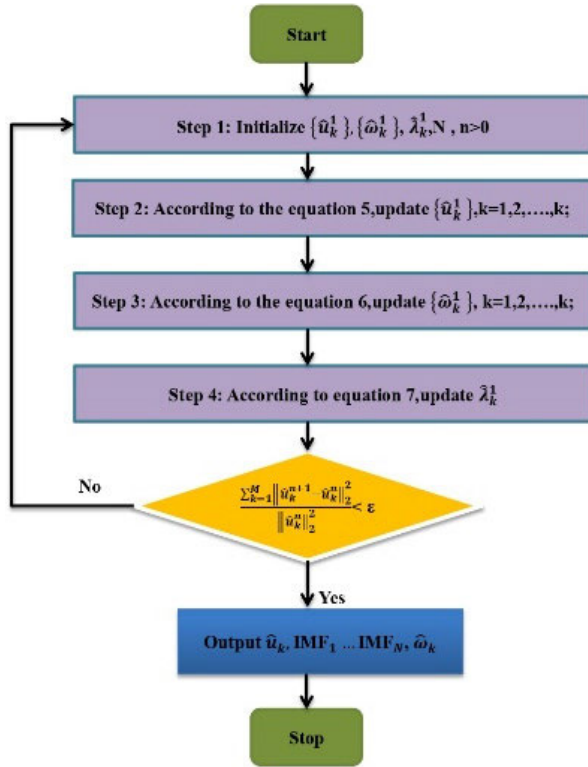 Start
Step 1: Initialize {û_k^1}, {ω̂_k^1}, λ̂_k^1,N , n>0
Step 2: According to the equation 5,update {û_k^1},k=1,2,….,k;
Step 3: According to the equation 6,update {ω̂_k^1}, k=1,2,….,k;
Step 4: According to equation 7,update λ̂_k^1
No
∑_{k=1}^M ‖û_k^{n+1} - û_k^n‖_2^2 / ‖û_k^n‖_2^2 < ε
Yes
Output û_k, IMF_1 … IMF_N, ω̂_k
Stop